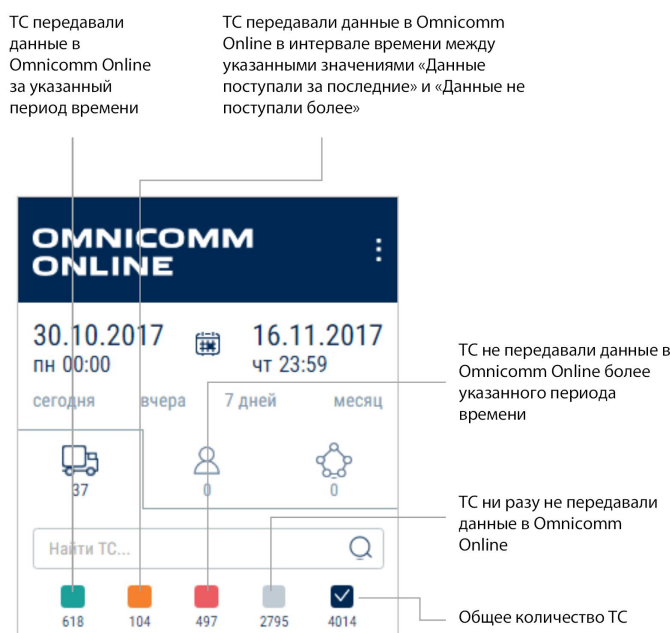 ТС передавали
данные в
Omnicomm Online
за указанный
период времени
ТС передавали данные в Omnicomm
Online в интервале времени между
указанными значениями «Данные
поступали за последние» и «Данные не
поступали более»
OMNICOMM
ONLINE
30.10.2017
пн 00:00
16.11.2017
чт 23:59
сегодня вчера 7 дней месяц
37 0 0
Найти ТС...
618 104 497 2795 4014
ТС не передавали данные в
Omnicomm Online более
указанного периода
времени
ТС ни разу не передавали
данные в Omnicomm
Online
Общее количество ТС